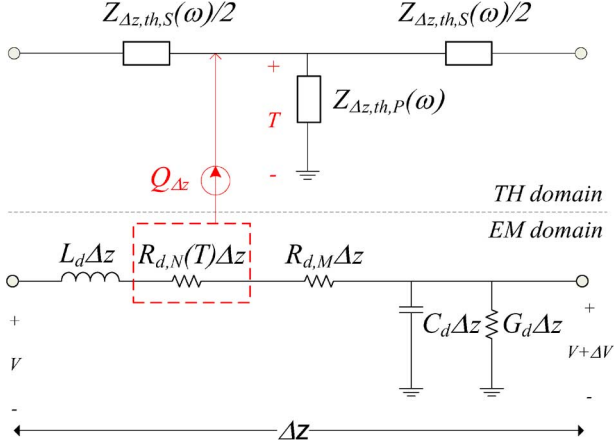 Z_{Δz,th,S}(ω)/2
Z_{Δz,th,S}(ω)/2
+
T
-
Z_{Δz,th,P}(ω)
Q_{Δz}
TH domain
EM domain
L_dΔz
R_{d,N}(T)Δz
R_{d,M}Δz
+
V
-
C_dΔz
G_dΔz
+
V+ΔV
-
Δz